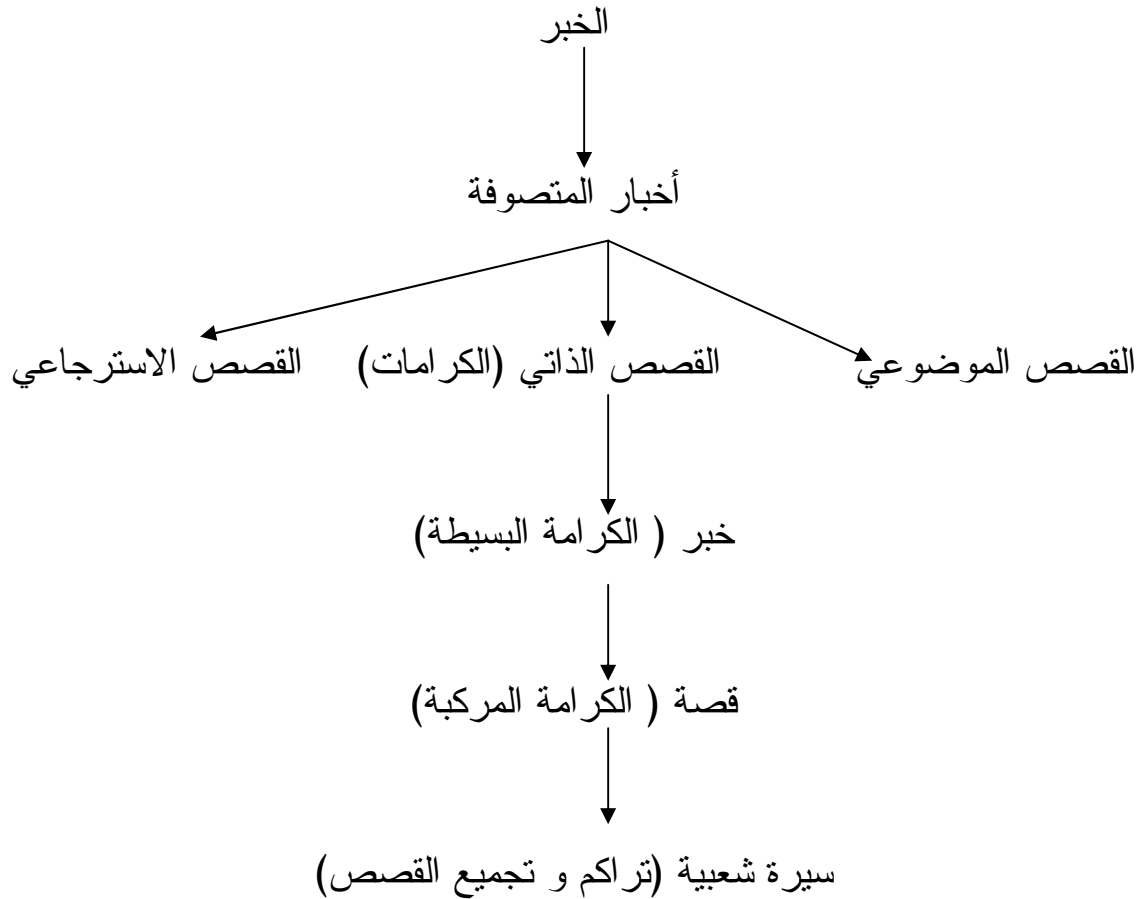 الخبر
أخبار المتصوفة
القصص الموضوعي القصص الذاتي (الكرامات) القصص الاسترجاعي
خبر ( الكرامة البسيطة)
قصة ( الكرامة المركبة)
سيرة شعبية (تراكم و تجميع القصص)